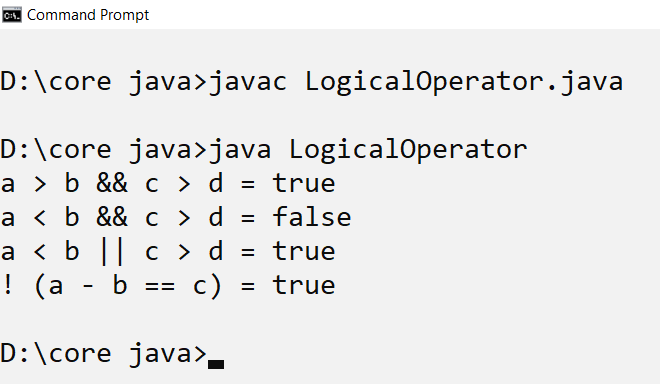 Command Prompt
D:\core java>javac LogicalOperator.java
D:\core java>java LogicalOperator
a > b && c > d = true
a < b && c > d = false
a < b || c > d = true
! (a - b == c) = true
D:\core java>